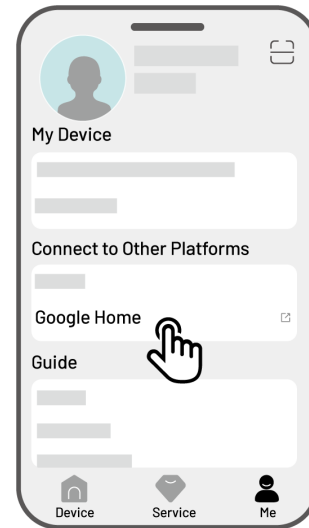 My Device
Connect to Other Platforms
Google Home
Guide
Device Service Me